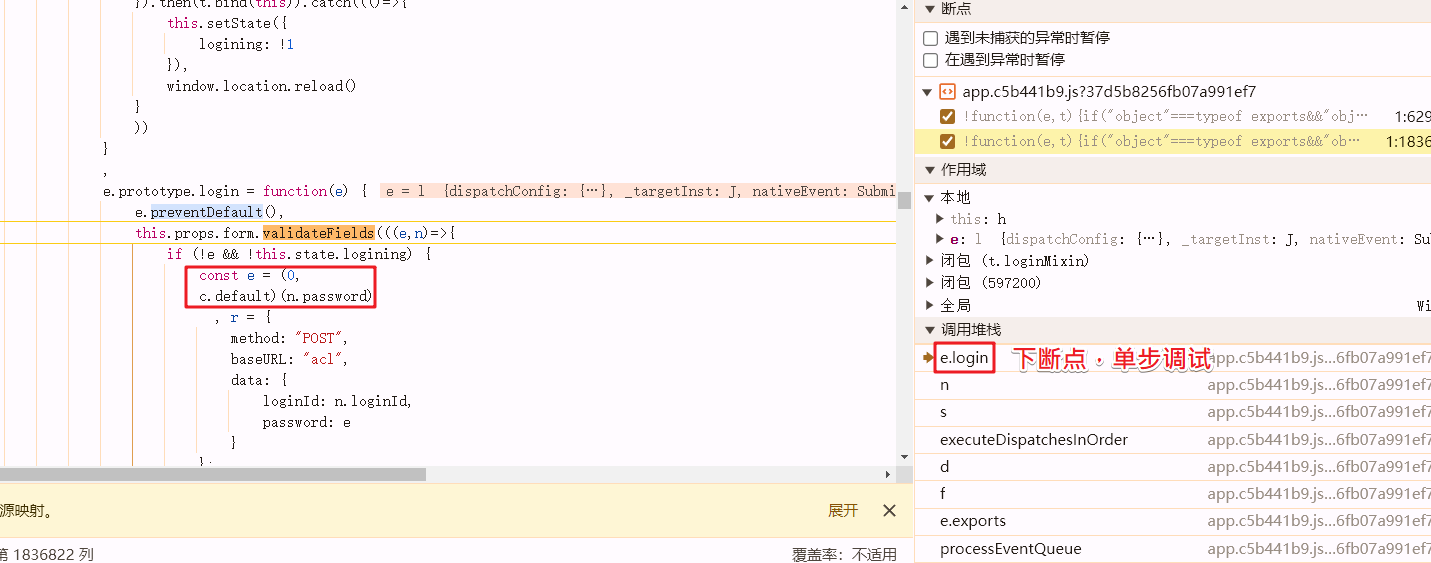 }).then(t.bind(this)).catch((()=>{
this.setState({
logining: !1
}),
window.location.reload()
}
))
}
,
e.prototype.login = function(e) { e = l {dispatchConfig: {…}, _targetInst: J, nativeEvent: Submi
e.preventDefault(),
this.props.form.validateFields(((e,n)=>{
if (!e && !this.state.logining) {
const e = (0,
c.default)(n.password)
, r = {
method: "POST",
baseURL: "acl",
data: {
loginId: n.loginId,
password: e
}
};
源映射。 展开
第 1836822 列 覆盖率：不适用
断点
遇到未捕获的异常时暂停
在遇到异常时暂停
app.c5b441b9.js?37d5b8256fb07a991ef7
!function(e,t){if("object"===typeof exports&&"obj… 1:629
!function(e,t){if("object"===typeof exports&&"ob… 1:1836
作用域
本地
this: h
e: l {dispatchConfig: {…}, _targetInst: J, nativeEvent: Su
闭包 (t.loginMixin)
闭包 (597200)
全局 Wi
调用堆栈
e.login 下断点，单步调试 app.c5b441b9.js...6fb07a991ef7
n app.c5b441b9.js...6fb07a991ef7
s app.c5b441b9.js...6fb07a991ef7
executeDispatchesInOrder app.c5b441b9.js...6fb07a991ef7
d app.c5b441b9.js...6fb07a991ef7
f app.c5b441b9.js...6fb07a991ef7
e.exports app.c5b441b9.js...6fb07a991ef7
processEventQueue app.c5b441b9.js...6fb07a991ef7